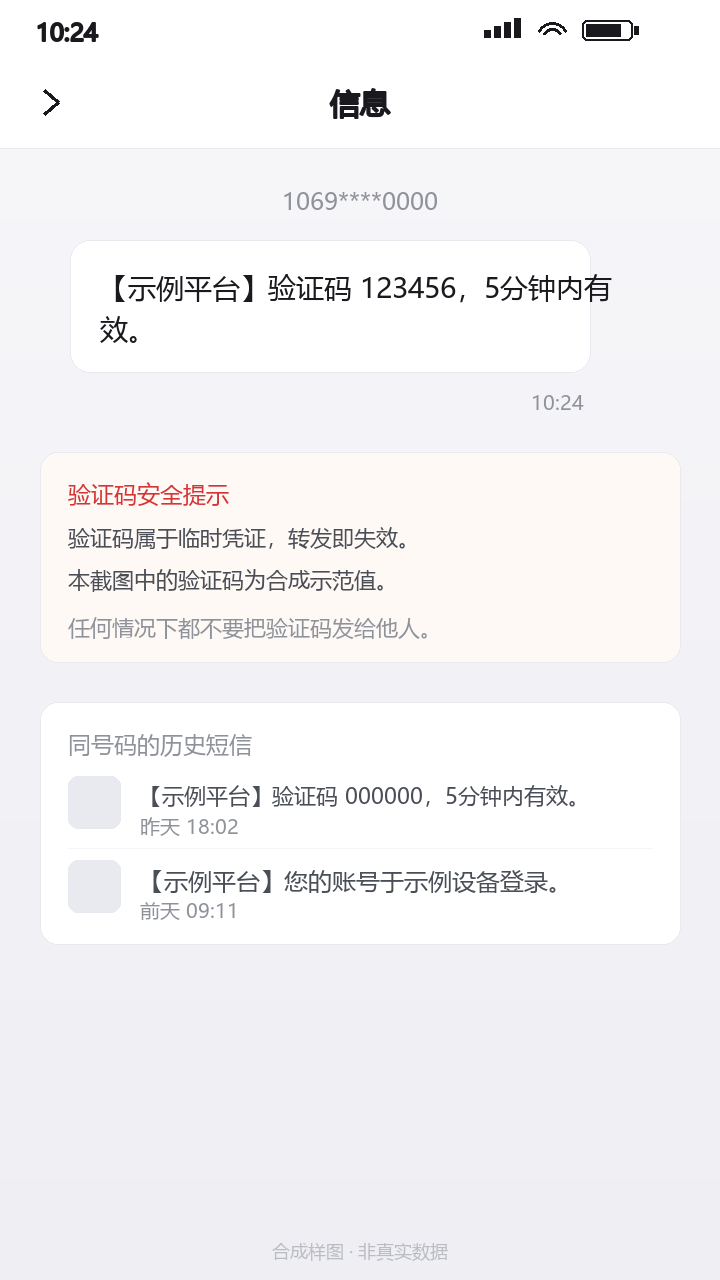 10:24
信息
1069****0000
【示例平台】验证码 123456，5分钟内有
效。
10:24
验证码安全提示
验证码属于临时凭证，转发即失效。
本截图中的验证码为合成示范值。
任何情况下都不要把验证码发给他人。
同号码的历史短信
【示例平台】验证码 000000，5分钟内有效。
昨天 18:02
【示例平台】您的账号于示例设备登录。
前天 09:11
合成样图 · 非真实数据